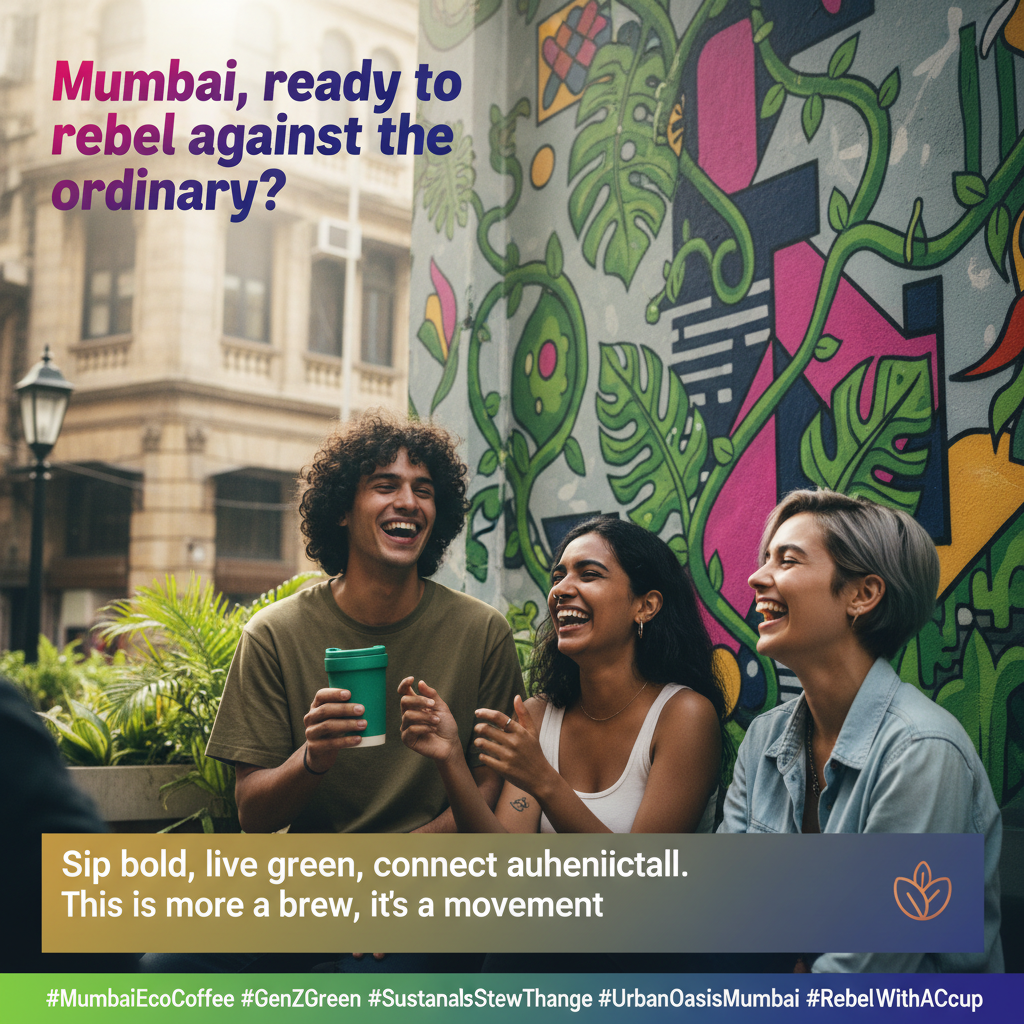 Mumbai, ready to
rebel against the
ordinary?
Sip bold, live green, connect auheniictall.
This is more a brew, it's a movement
#MumbaiEcoCoffee #GenZGreen #SustanalsStewThange #UrbanOasisMumbai #RebelWithACcup